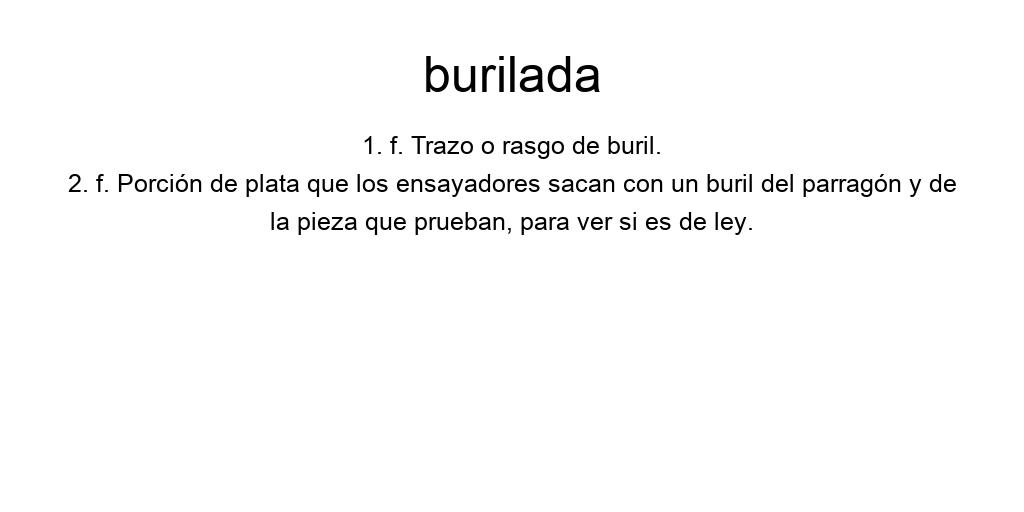 burilada
1. f. Trazo o rasgo de buril.
2. f. Porción de plata que los ensayadores sacan con un buril del parragón y de
la pieza que prueban, para ver si es de ley.